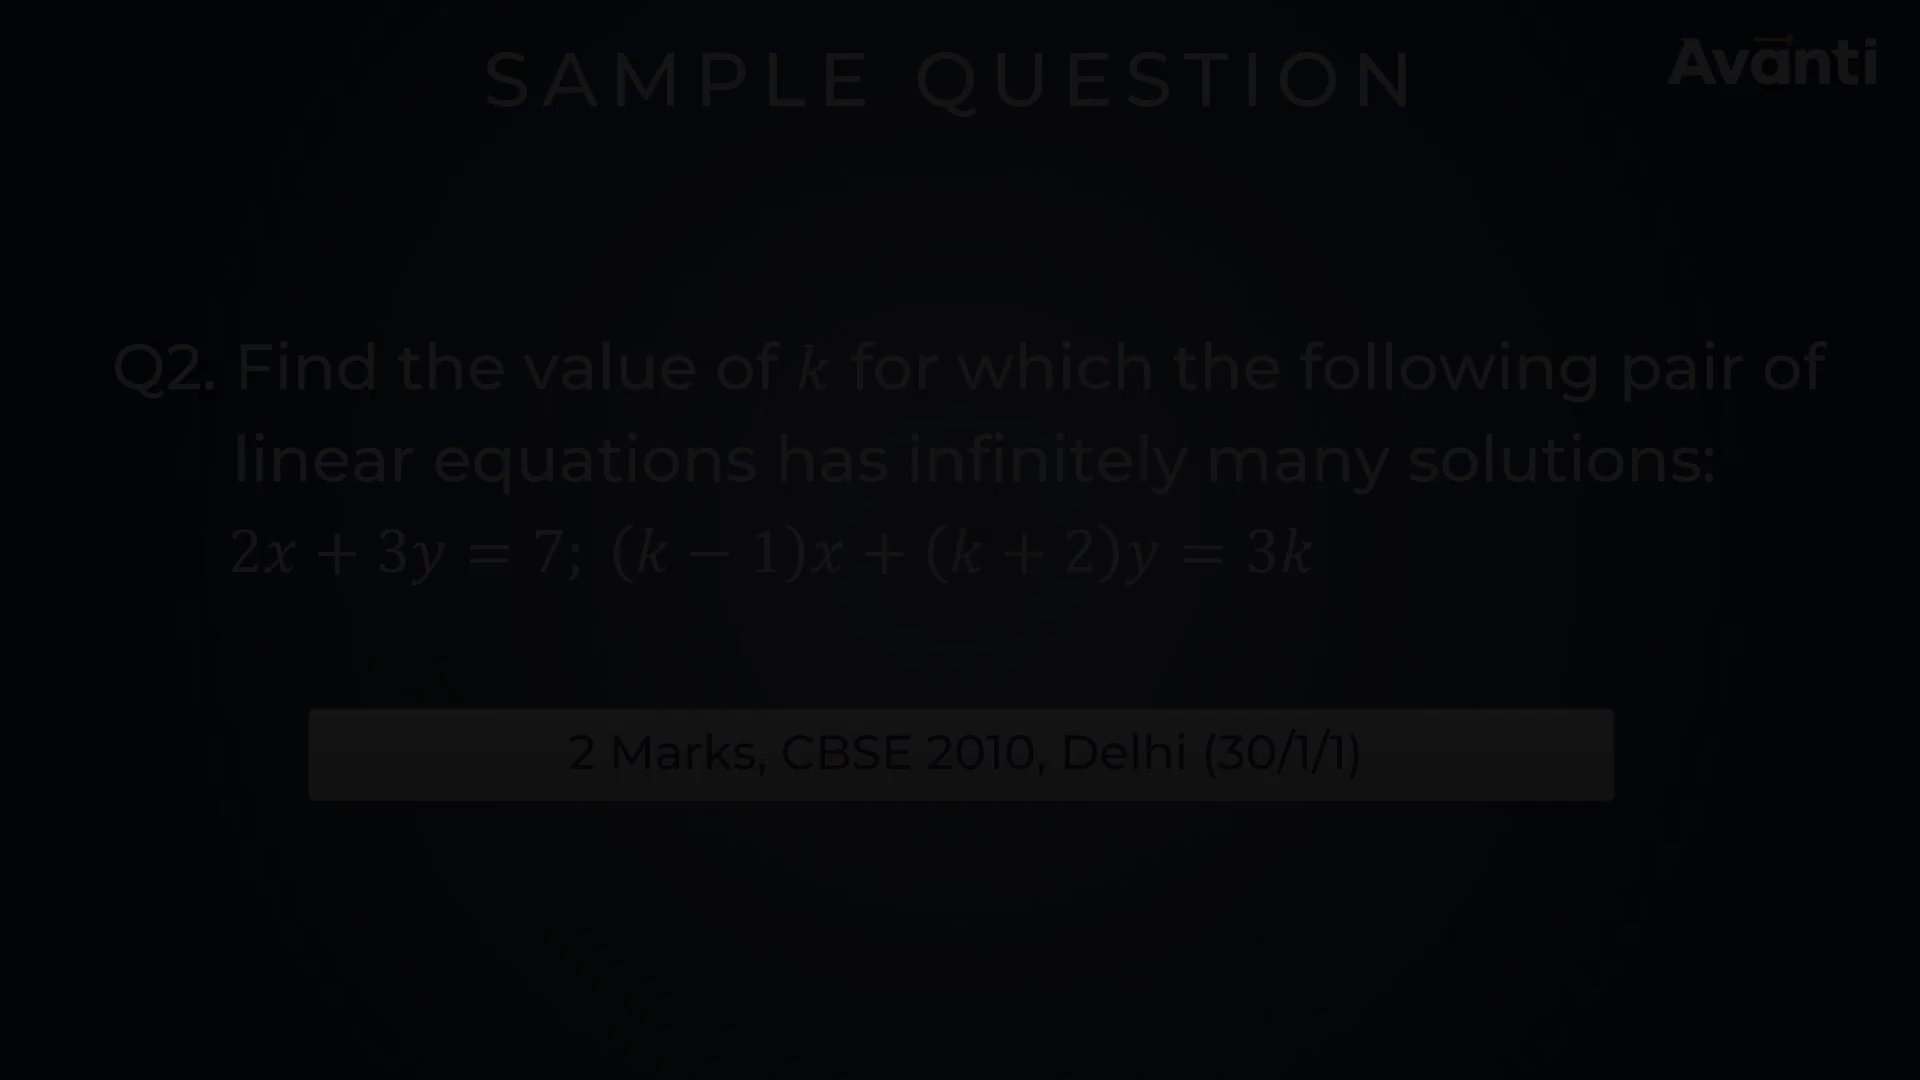 SAMPLE QUESTION
Avanti
Q2. Find the value of k for which the following pair of
linear equations has infinitely many solutions:
2x + 3y = 7; (k − 1)x + (k + 2)y = 3k
2 Marks, CBSE 2010, Delhi (30/1/1)